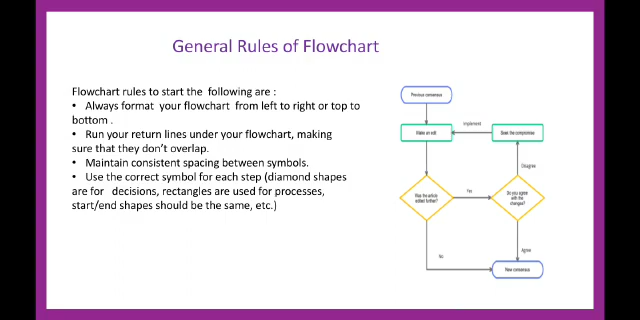 General Rules of Flowchart
Flowchart rules to start the following are :
• Always format your flowchart from left to right or top to
bottom .
• Run your return lines under your flowchart, making
sure that they don't overlap.
• Maintain consistent spacing between symbols.
• Use the correct symbol for each step (diamond shapes
are for decisions, rectangles are used for processes,
start/end shapes should be the same, etc.)
Previous consensus
Implement
Make an edit
Seek the compromise
Disagree
Was the article
edited further?
Yes
Do you agree
with the
changes?
No
Agree
New consensus